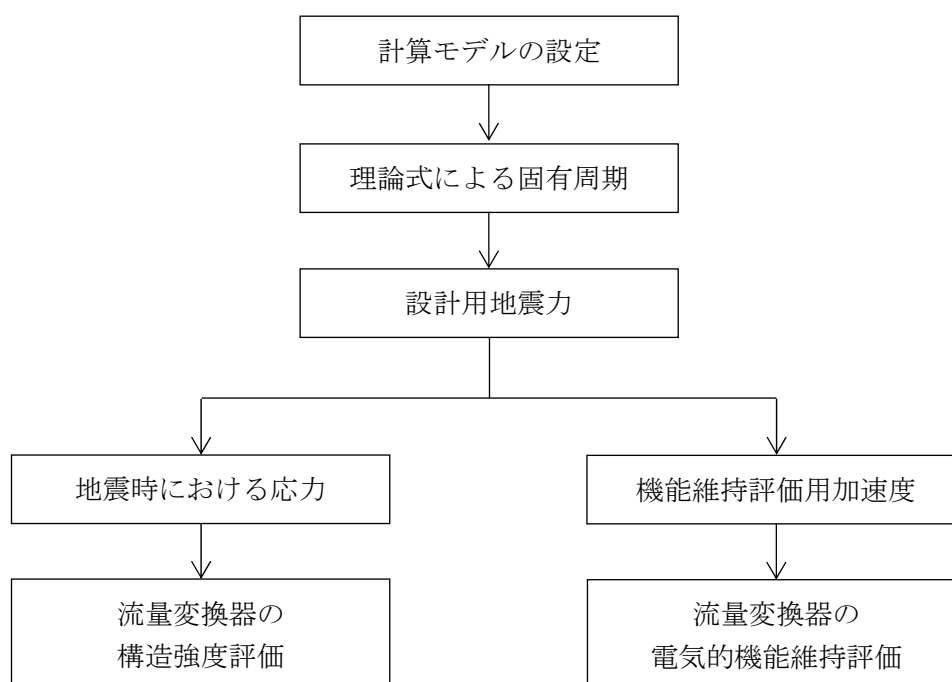 計算モデルの設定
理論式による固有周期
設計用地震力
地震時における応力
機能維持評価用加速度
流量変換器の
構造強度評価
流量変換器の
電気的機能維持評価